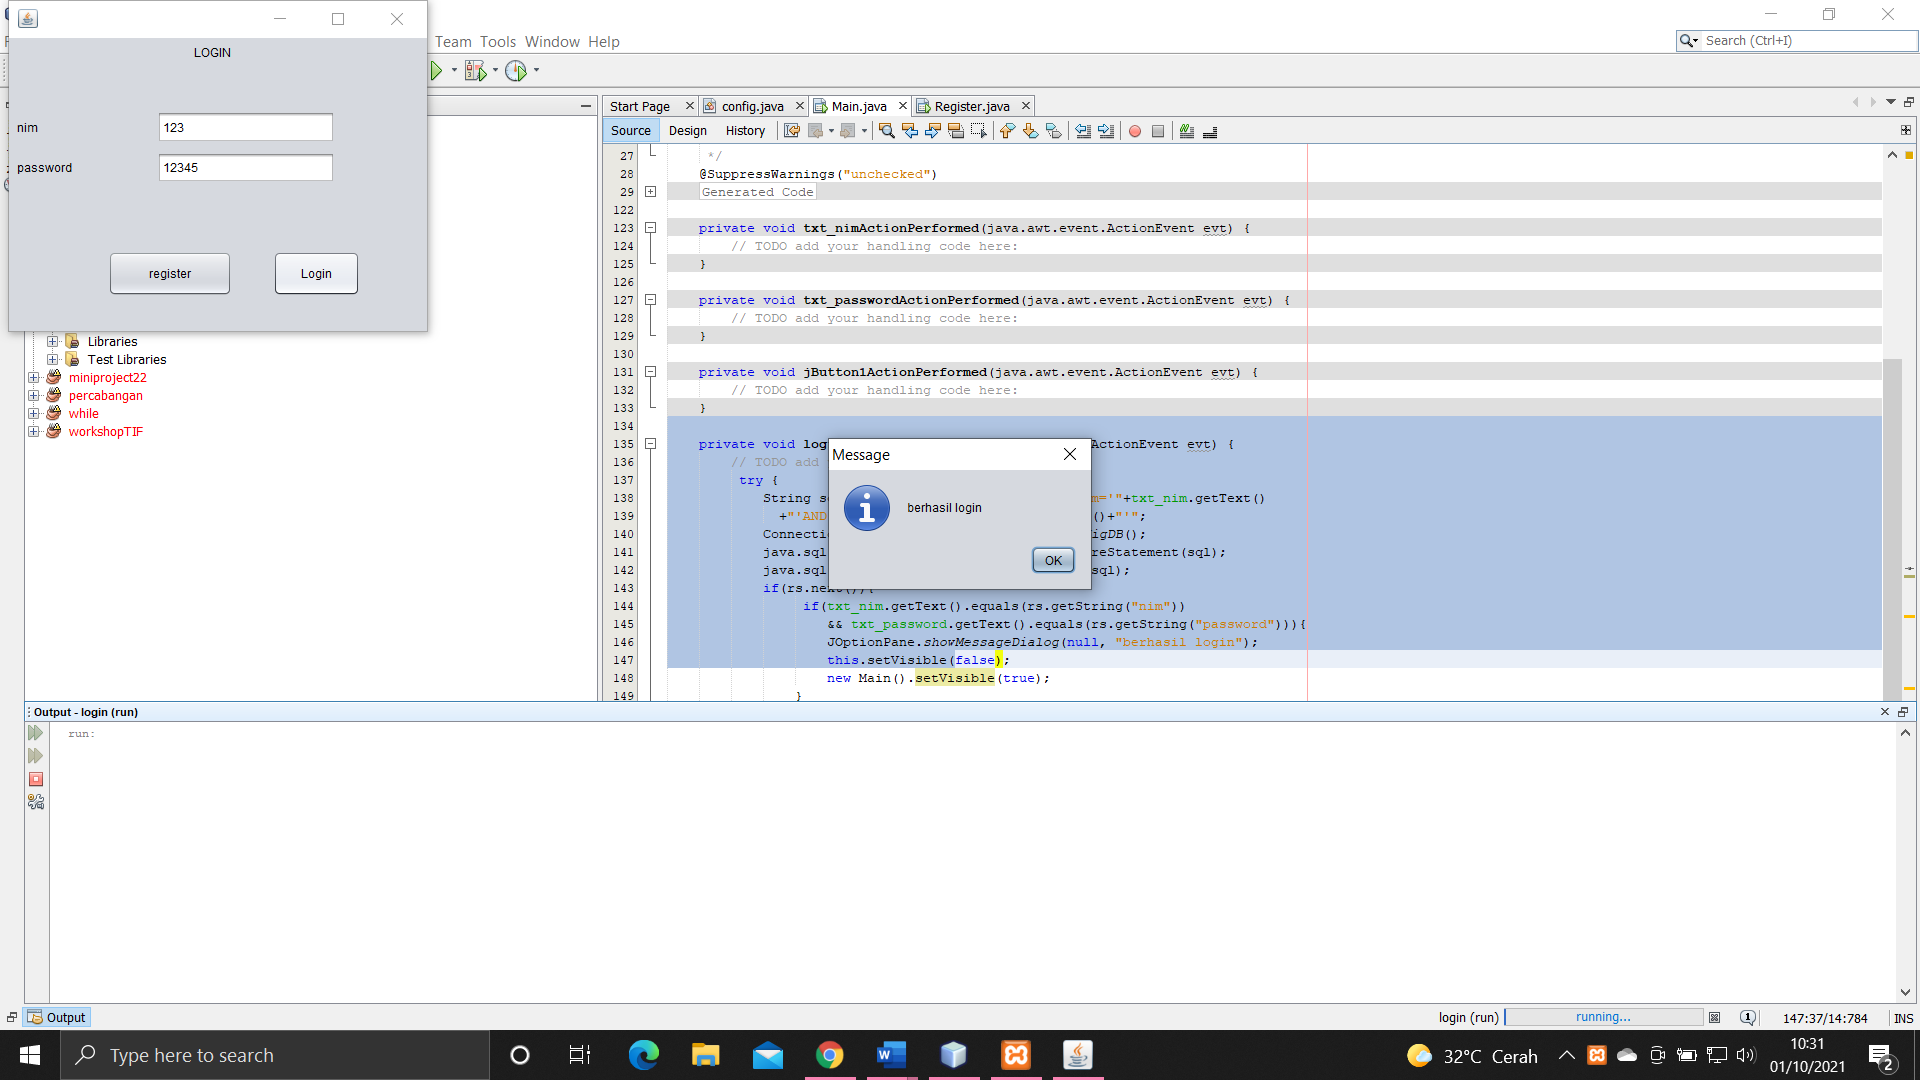 LOGIN
nim
123
password
12345
register
Login
Team Tools Window Help
Search (Ctrl+I)
Start Page
config.java
Main.java
Register.java
Source Design History
27 */
28 @SuppressWarnings("unchecked")
29 Generated Code
122
123 private void txt_nimActionPerformed(java.awt.event.ActionEvent evt) {
124 // TODO add your handling code here:
125 }
126
127 private void txt_passwordActionPerformed(java.awt.event.ActionEvent evt) {
128 // TODO add your handling code here:
129 }
130
131 private void jButton1ActionPerformed(java.awt.event.ActionEvent evt) {
132 // TODO add your handling code here:
133 }
134
135 private void log ActionEvent evt) {
136 // TODO add
137 try {
138 String s m='"+txt_nim.getText()
139 +"'AND ()+"'";
140 Connecti igDB();
141 java.sql reStatement(sql);
142 java.sql sql);
143 if(rs.next()){
144 if(txt_nim.getText().equals(rs.getString("nim"))
145 && txt_password.getText().equals(rs.getString("password"))){
146 JOptionPane.showMessageDialog(null, "berhasil login");
147 this.setVisible(false);
148 new Main().setVisible(true);
149 }
Message
berhasil login
OK
Libraries
Test Libraries
miniproject22
percabangan
while
workshopTIF
Output - login (run)
run:
Output
login (run)
running...
1
147:37/14:784
INS
Type here to search
32°C Cerah
10:31
01/10/2021
2